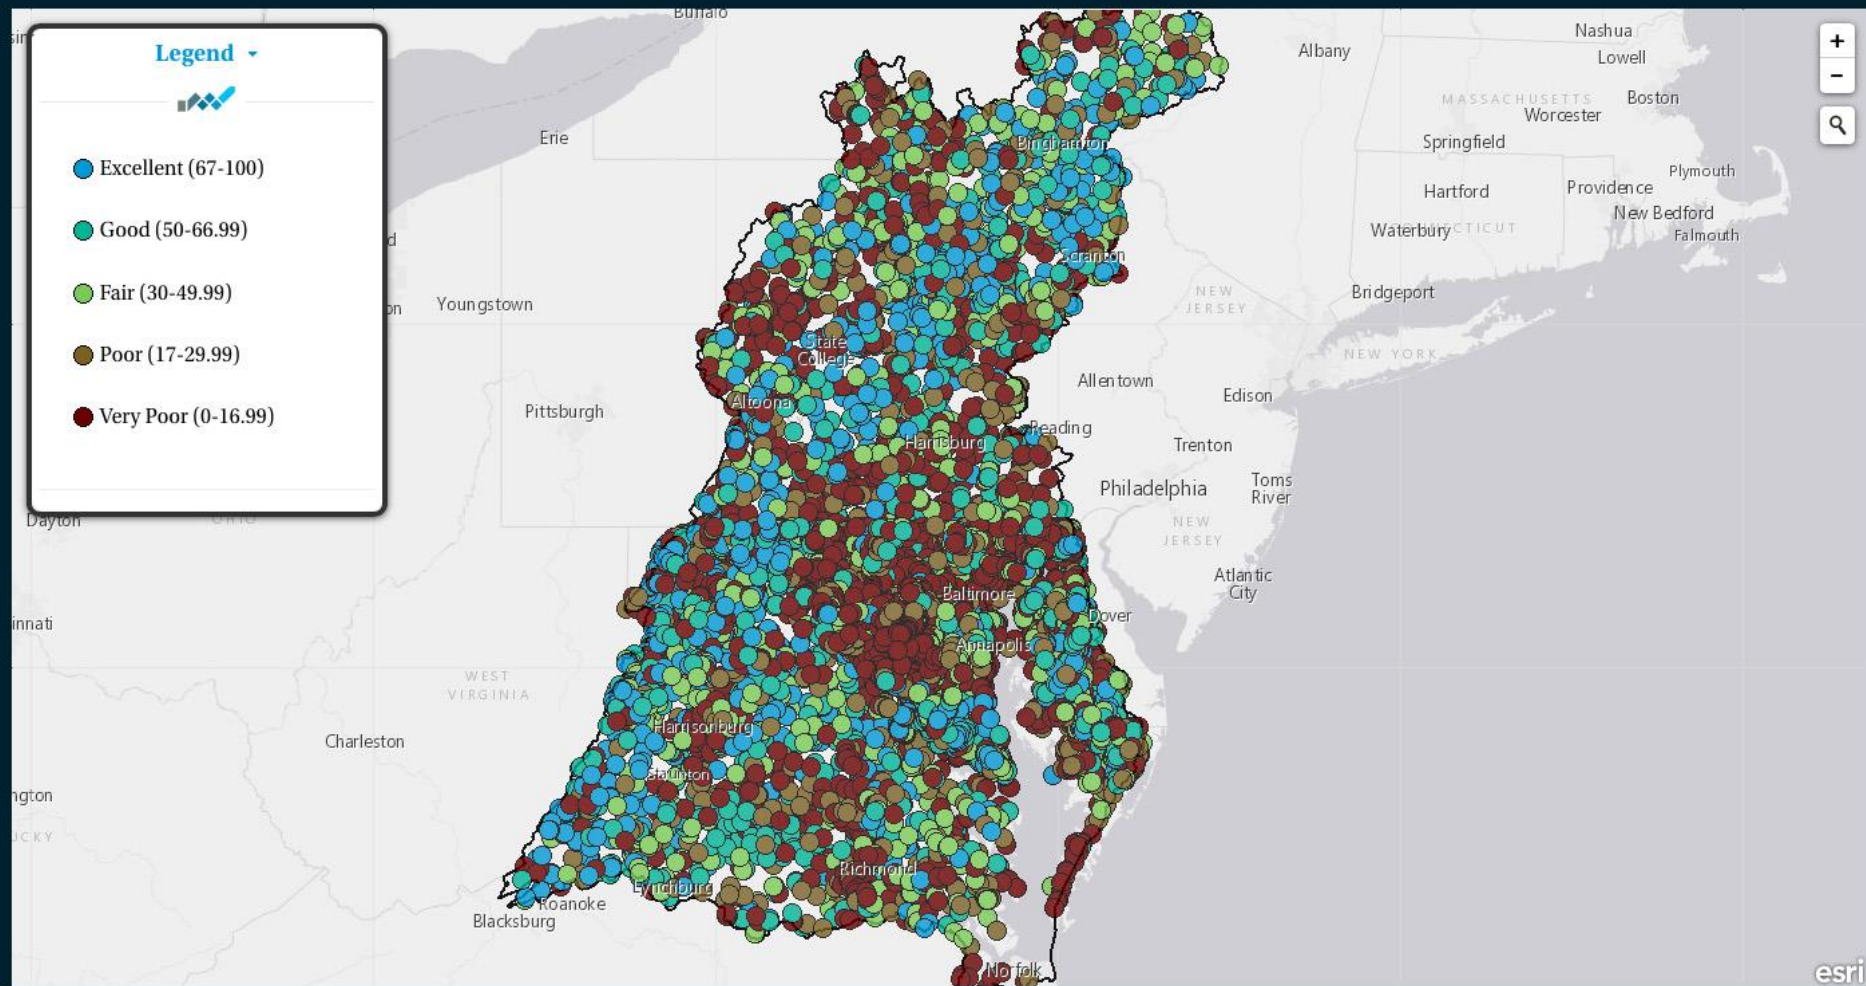 Legend
Excellent (67-100)
Good (50-66.99)
Fair (30-49.99)
Poor (17-29.99)
Very Poor (0-16.99)
Buffalo
Albany
Nashua
Lowell
MASSACHUSETTS
Boston
Worcester
Springfield
Erie
Binghamton
Plymouth
Hartford
Providence
New Bedford
Waterbury
Falmouth
Scranton
NEW
JERSEY
Bridgeport
Youngstown
State
College
NEW YORK
Allentown
Edison
Altoona
Pittsburgh
Reading
Harrisburg
Trenton
Toms
River
Philadelphia
Dayton
OHIO
NEW
JERSEY
Atlantic
City
Baltimore
Dover
Annapolis
WEST
VIRGINIA
Harrisonburg
Charleston
Staunton
Richmond
Lynchburg
Roanoke
Blacksburg
Norfolk
+
−
esri